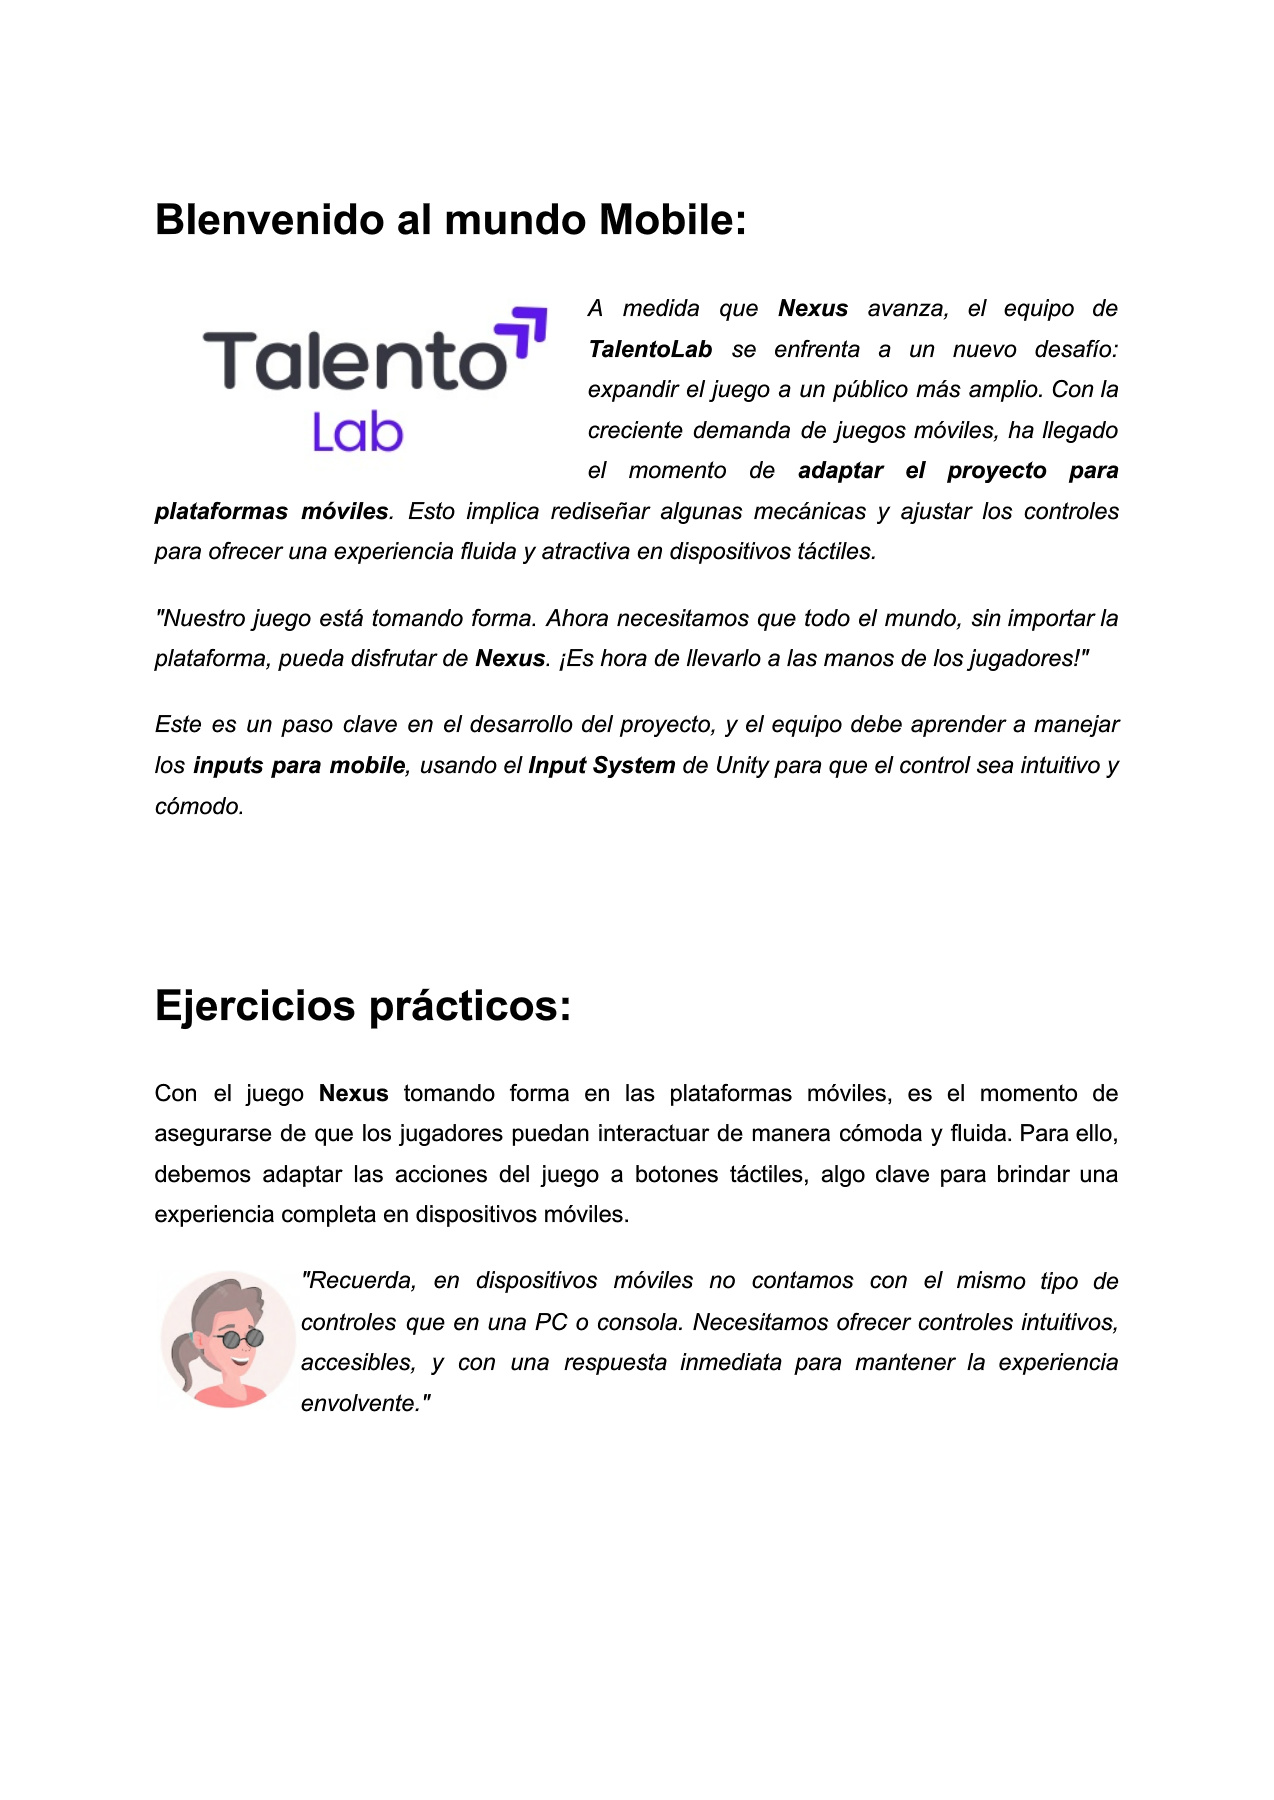 BIenvenido al mundo Mobile:
Talento
Lab
A medida que Nexus avanza, el equipo de
TalentoLab se enfrenta a un nuevo desafío:
expandir el juego a un público más amplio. Con la
creciente demanda de juegos móviles, ha llegado
el momento de adaptar el proyecto para
plataformas móviles. Esto implica rediseñar algunas mecánicas y ajustar los controles
para ofrecer una experiencia fluida y atractiva en dispositivos táctiles.
"Nuestro juego está tomando forma. Ahora necesitamos que todo el mundo, sin importar la
plataforma, pueda disfrutar de Nexus. ¡Es hora de llevarlo a las manos de los jugadores!"
Este es un paso clave en el desarrollo del proyecto, y el equipo debe aprender a manejar
los inputs para mobile, usando el Input System de Unity para que el control sea intuitivo y
cómodo.
Ejercicios prácticos:
Con el juego Nexus tomando forma en las plataformas móviles, es el momento de
asegurarse de que los jugadores puedan interactuar de manera cómoda y fluida. Para ello,
debemos adaptar las acciones del juego a botones táctiles, algo clave para brindar una
experiencia completa en dispositivos móviles.
"Recuerda, en dispositivos móviles no contamos con el mismo tipo de
controles que en una PC o consola. Necesitamos ofrecer controles intuitivos,
accesibles, y con una respuesta inmediata para mantener la experiencia
envolvente."